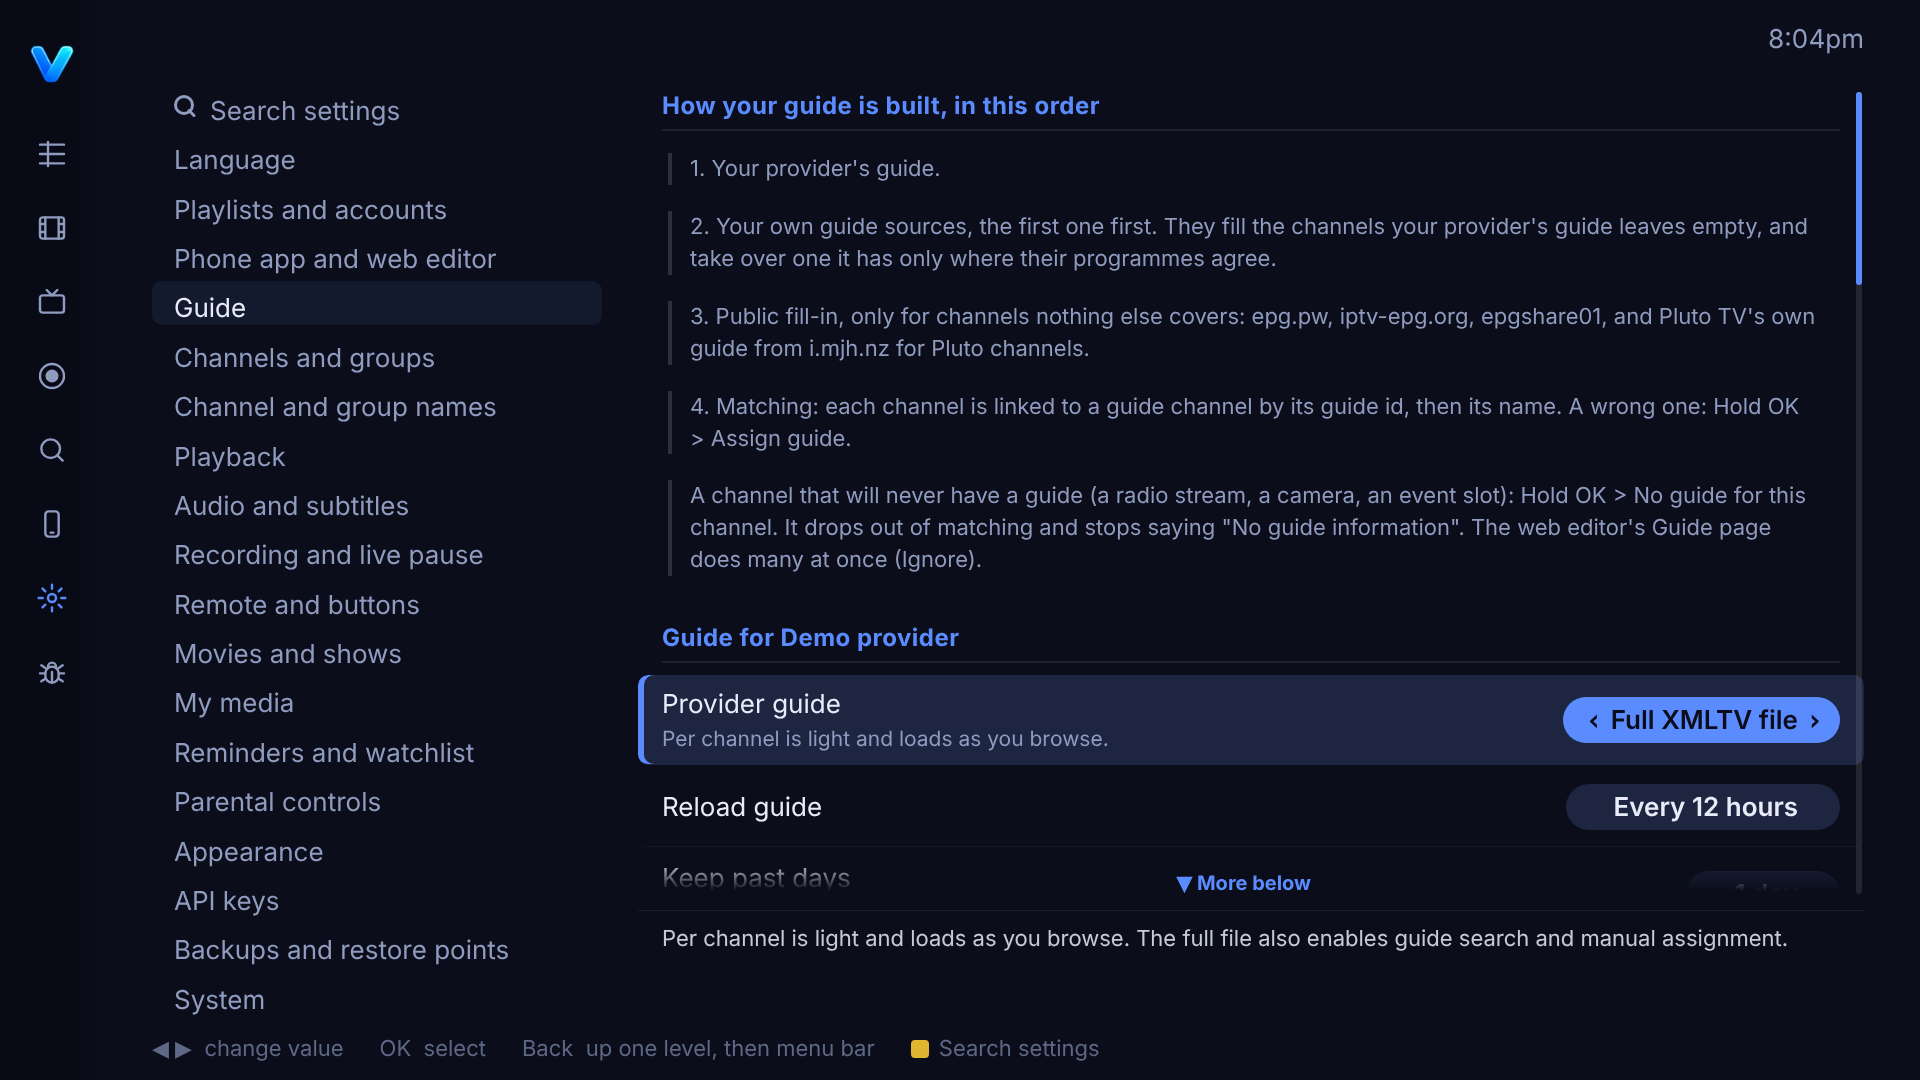 8:04pm
Search settings
Language
Playlists and accounts
Phone app and web editor
Guide
Channels and groups
Channel and group names
Playback
Audio and subtitles
Recording and live pause
Remote and buttons
Movies and shows
My media
Reminders and watchlist
Parental controls
Appearance
API keys
Backups and restore points
System
How your guide is built, in this order
1. Your provider's guide.
2. Your own guide sources, the first one first. They fill the channels your provider's guide leaves empty, and
take over one it has only where their programmes agree.
3. Public fill-in, only for channels nothing else covers: epg.pw, iptv-epg.org, epgshare01, and Pluto TV's own
guide from i.mjh.nz for Pluto channels.
4. Matching: each channel is linked to a guide channel by its guide id, then its name. A wrong one: Hold OK
> Assign guide.
A channel that will never have a guide (a radio stream, a camera, an event slot): Hold OK > No guide for this
channel. It drops out of matching and stops saying "No guide information". The web editor's Guide page
does many at once (Ignore).
Guide for Demo provider
Provider guide
Per channel is light and loads as you browse.
‹ Full XMLTV file ›
Reload guide
Every 12 hours
Keep past days
▼ More below
Per channel is light and loads as you browse. The full file also enables guide search and manual assignment.
◀▶ change value OK select Back up one level, then menu bar Search settings